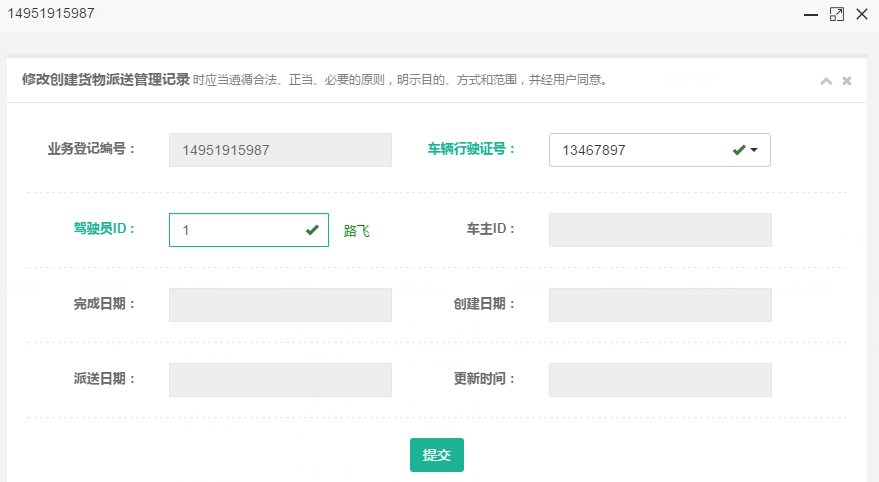 14951915987
修改创建货物派送管理记录 时应当遵循合法、正当、必要的原则，明示目的、方式和范围，并经用户同意。
业务登记编号： 14951915987 车辆行驶证号： 13467897
驾驶员ID： 1 路飞 车主ID：
完成日期： 创建日期：
派送日期： 更新时间：
提交